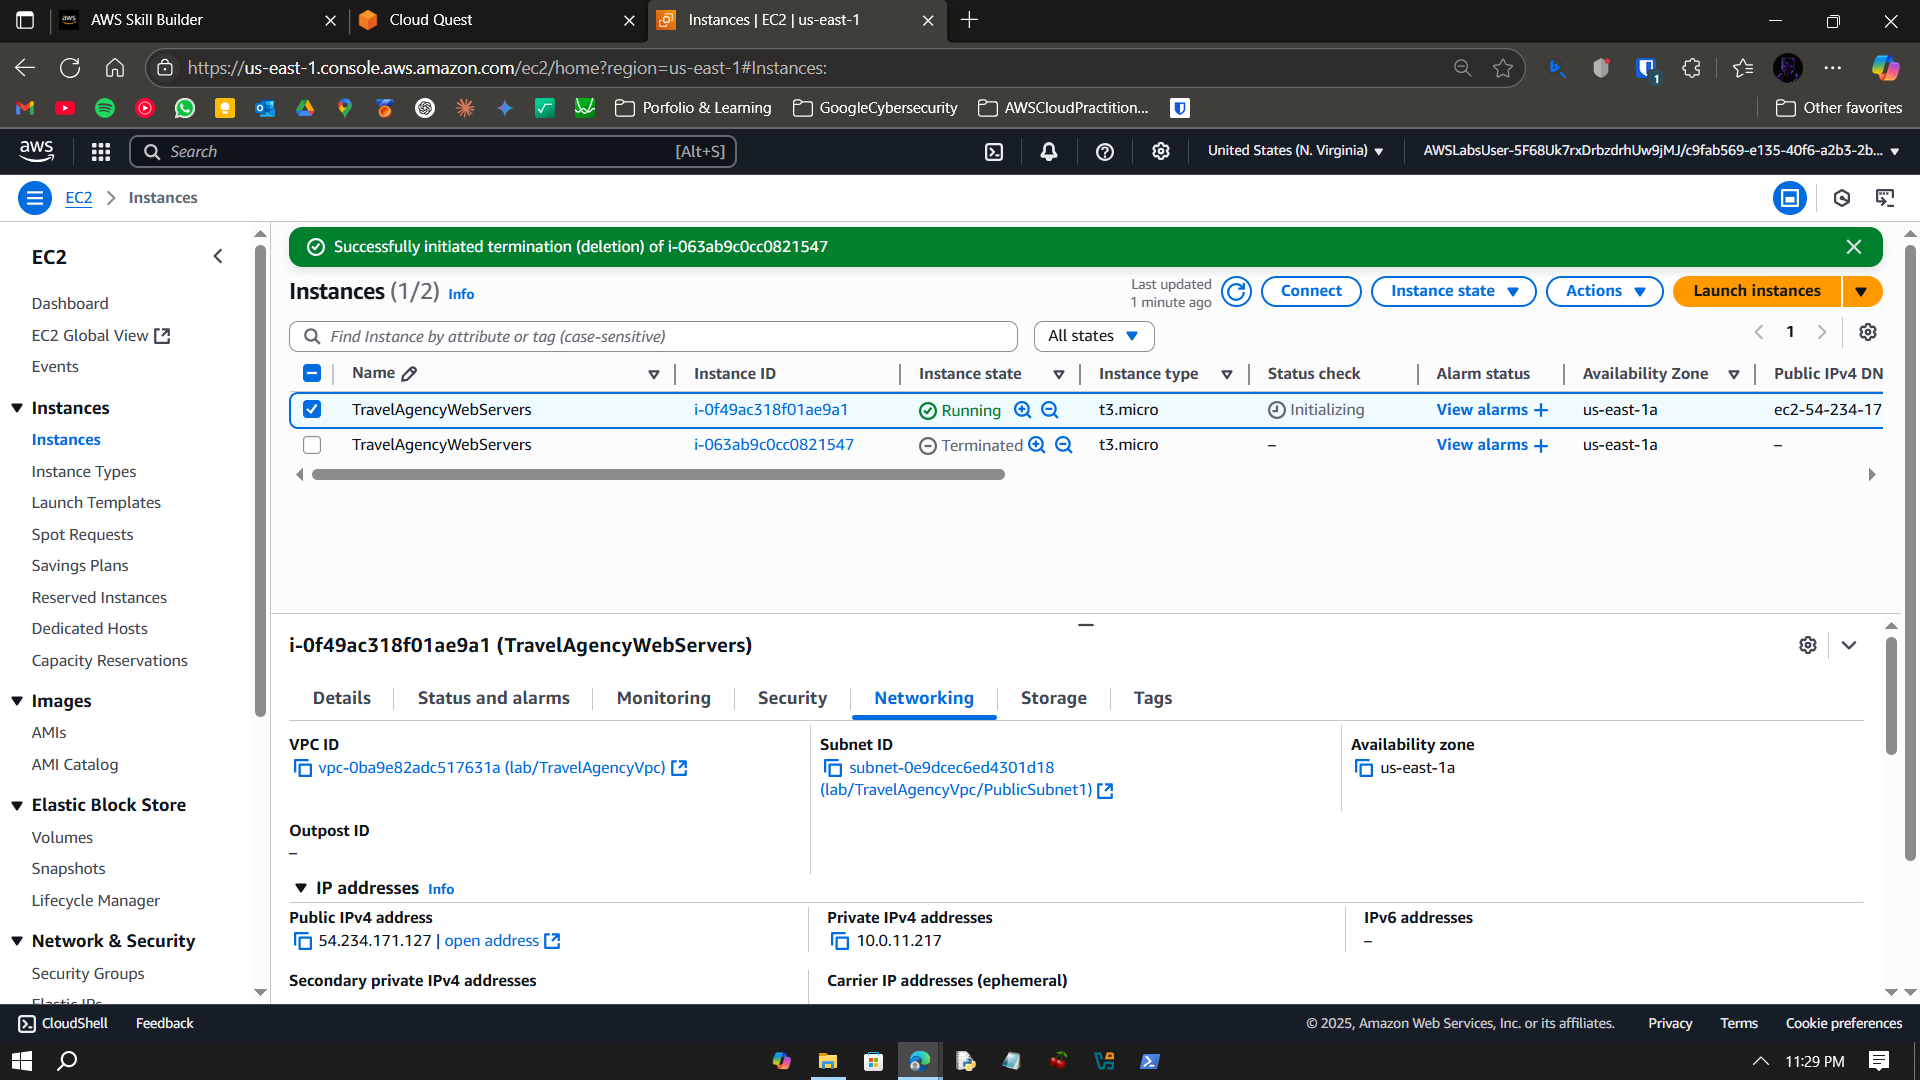 AWS Skill Builder
Cloud Quest
Instances | EC2 | us-east-1
https://us-east-1.console.aws.amazon.com/ec2/home?region=us-east-1#Instances:
1
Porfolio & Learning
GoogleCybersecurity
AWSCloudPractition...
Other favorites
aws
Search
[Alt+S]
United States (N. Virginia)
AWSLabsUser-5F68Uk7rxDrbzdrhUw9jMJ/c9fab569-e135-40f6-a2b3-2b...
EC2
Instances
EC2
Dashboard
EC2 Global View
Events
Instances
Instances
Instance Types
Launch Templates
Spot Requests
Savings Plans
Reserved Instances
Dedicated Hosts
Capacity Reservations
Images
AMIs
AMI Catalog
Elastic Block Store
Volumes
Snapshots
Lifecycle Manager
Network & Security
Security Groups
Elastic IPs
Successfully initiated termination (deletion) of i-063ab9c0cc0821547
Instances (1/2) Info
Last updated
1 minute ago
Connect
Instance state
Actions
Launch instances
Find Instance by attribute or tag (case-sensitive)
All states
1
Name Instance ID Instance state Instance type Status check Alarm status Availability Zone Public IPv4 DN
TravelAgencyWebServers i-0f49ac318f01ae9a1 Running t3.micro Initializing View alarms + us-east-1a ec2-54-234-17
TravelAgencyWebServers i-063ab9c0cc0821547 Terminated t3.micro – View alarms + us-east-1a –
i-0f49ac318f01ae9a1 (TravelAgencyWebServers)
Details Status and alarms Monitoring Security Networking Storage Tags
VPC ID
vpc-0ba9e82adc517631a (lab/TravelAgencyVpc)
Subnet ID
subnet-0e9dcec6ed4301d18
(lab/TravelAgencyVpc/PublicSubnet1)
Availability zone
us-east-1a
Outpost ID
–
IP addresses Info
Public IPv4 address
54.234.171.127 | open address
Private IPv4 addresses
10.0.11.217
IPv6 addresses
–
Secondary private IPv4 addresses
Carrier IP addresses (ephemeral)
CloudShell
Feedback
© 2025, Amazon Web Services, Inc. or its affiliates.
Privacy
Terms
Cookie preferences
11:29 PM